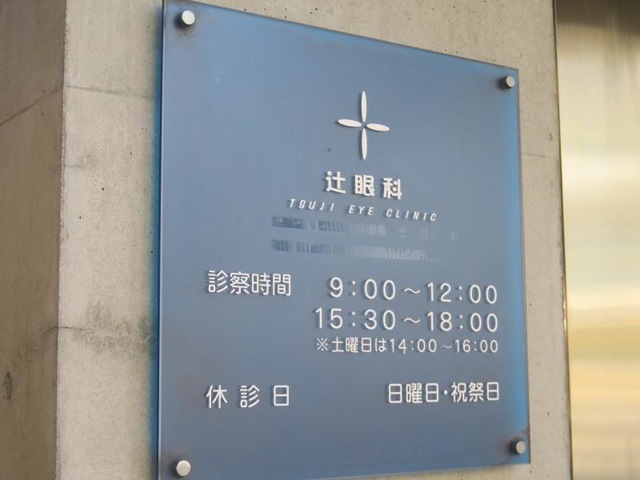 辻眼科
TSUJI EYE CLINIC
診察時間 9:00～12:00
15:30～18:00
※土曜日は14:00～16:00
休診日 日曜日・祝祭日